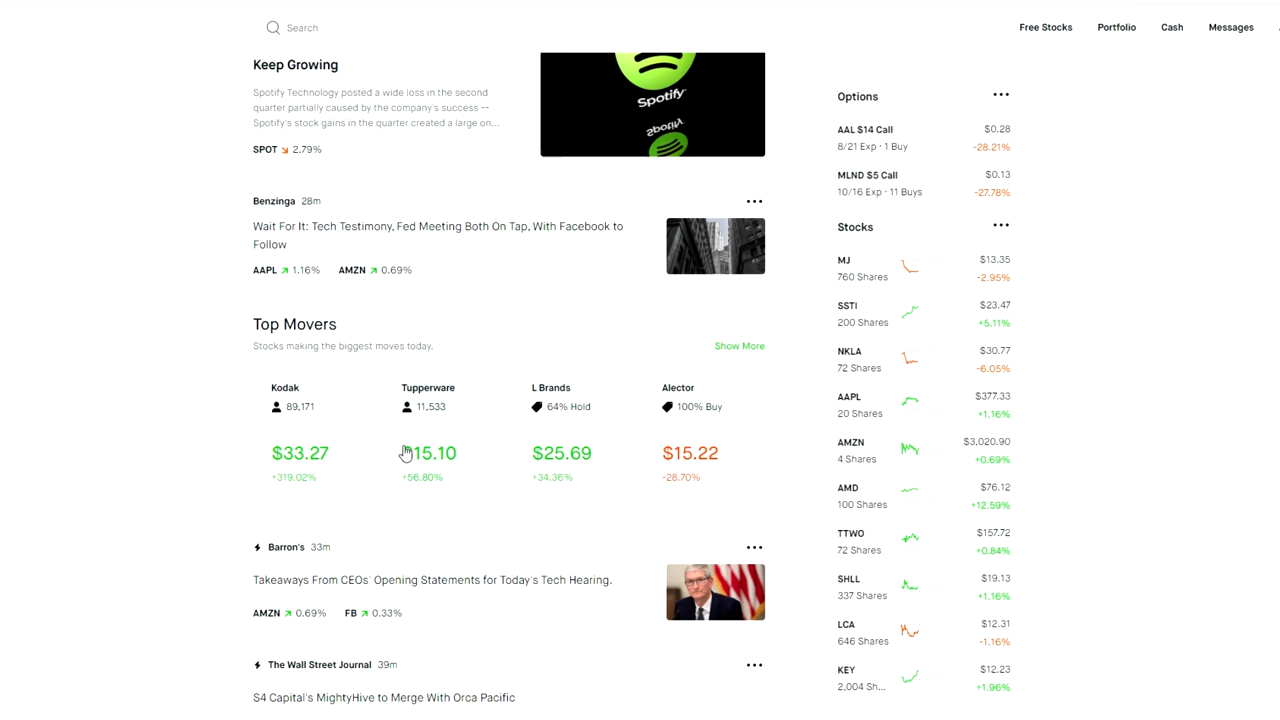 Search
Free Stocks
Portfolio
Cash
Messages
Keep Growing
Spotify Technology posted a wide loss in the second
quarter partially caused by the company's success --
Spotify's stock gains in the quarter created a large on...
SPOT 2.79%
Spotify
Spotify
Benzinga 28m
Wait For It: Tech Testimony, Fed Meeting Both On Tap, With Facebook to
Follow
AAPL 1.16% AMZN 0.69%
Top Movers
Stocks making the biggest moves today.
Show More
Kodak
89,171
$33.27
+319.02%
Tupperware
11,533
15.10
+56.80%
L Brands
64% Hold
$25.69
+34.36%
Alector
100% Buy
$15.22
-28.70%
Barron's 33m
Takeaways From CEOs' Opening Statements for Today's Tech Hearing.
AMZN 0.69% FB 0.33%
The Wall Street Journal 39m
S4 Capital's MightyHive to Merge With Orca Pacific
Options
AAL $14 Call $0.28
8/21 Exp · 1 Buy -28.21%
MLND $5 Call $0.13
10/16 Exp · 11 Buys -27.78%
Stocks
MJ $13.35
760 Shares -2.95%
SSTI $23.47
200 Shares +5.11%
NKLA $30.77
72 Shares -6.05%
AAPL $377.33
20 Shares +1.16%
AMZN $3,020.90
4 Shares +0.69%
AMD $76.12
100 Shares +12.59%
TTWO $157.72
72 Shares +0.84%
SHLL $19.13
337 Shares +1.16%
LCA $12.31
646 Shares -1.16%
KEY $12.23
2,004 Sh... +1.96%